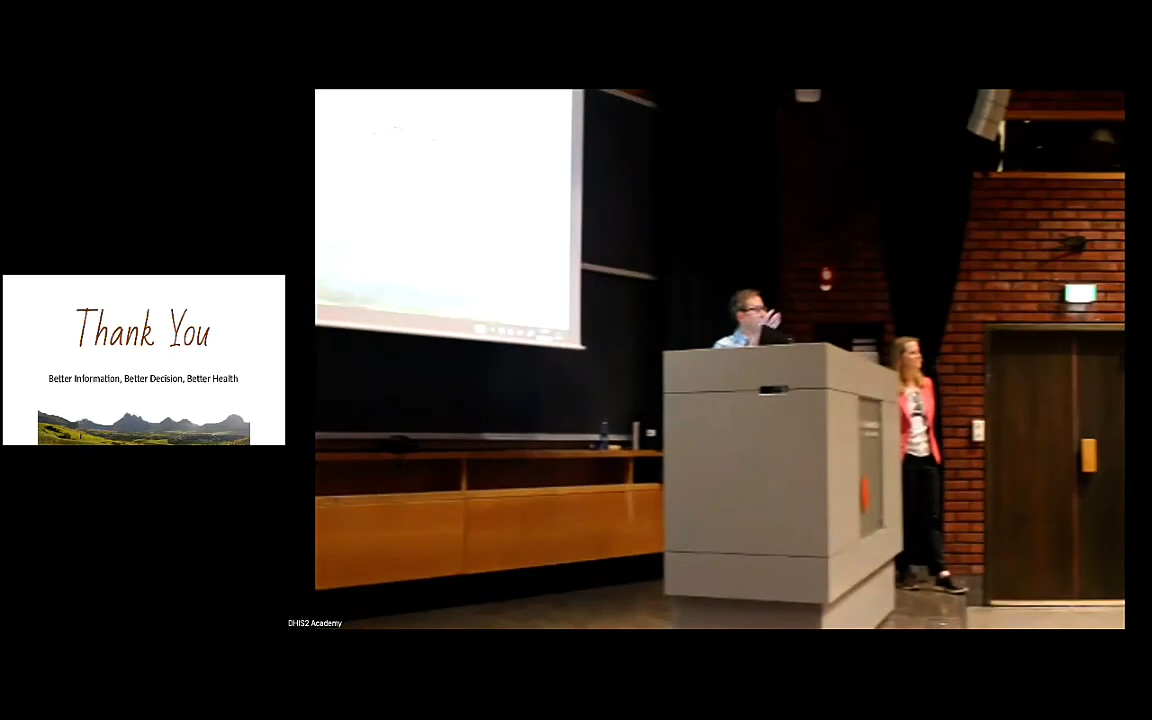 Thank You
Better Information, Better Decision, Better Health
DHIS2 Academy